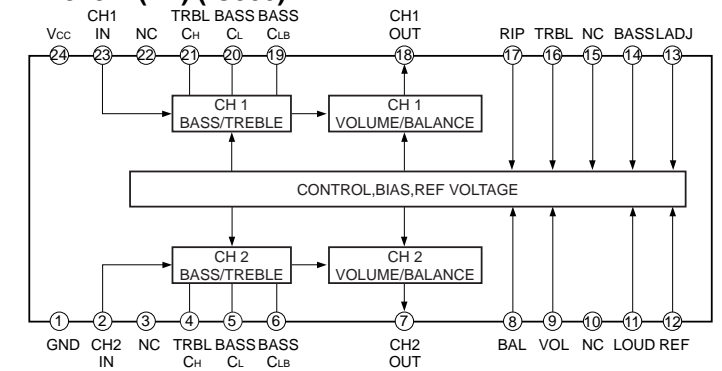 CH1 TRBL BASS BASS CH1
VCC IN NC CH CL CLB OUT RIP TRBL NC BASS LADJ
24 23 22 21 20 19 18 17 16 15 14 13
CH 1
BASS/TREBLE
CH 1
VOLUME/BALANCE
CONTROL,BIAS,REF VOLTAGE
CH 2
BASS/TREBLE
CH 2
VOLUME/BALANCE
1 2 3 4 5 6 7 8 9 10 11 12
GND CH2 NC TRBL BASS BASS CH2 BAL VOL NC LOUD REF
IN CH CL CLB OUT